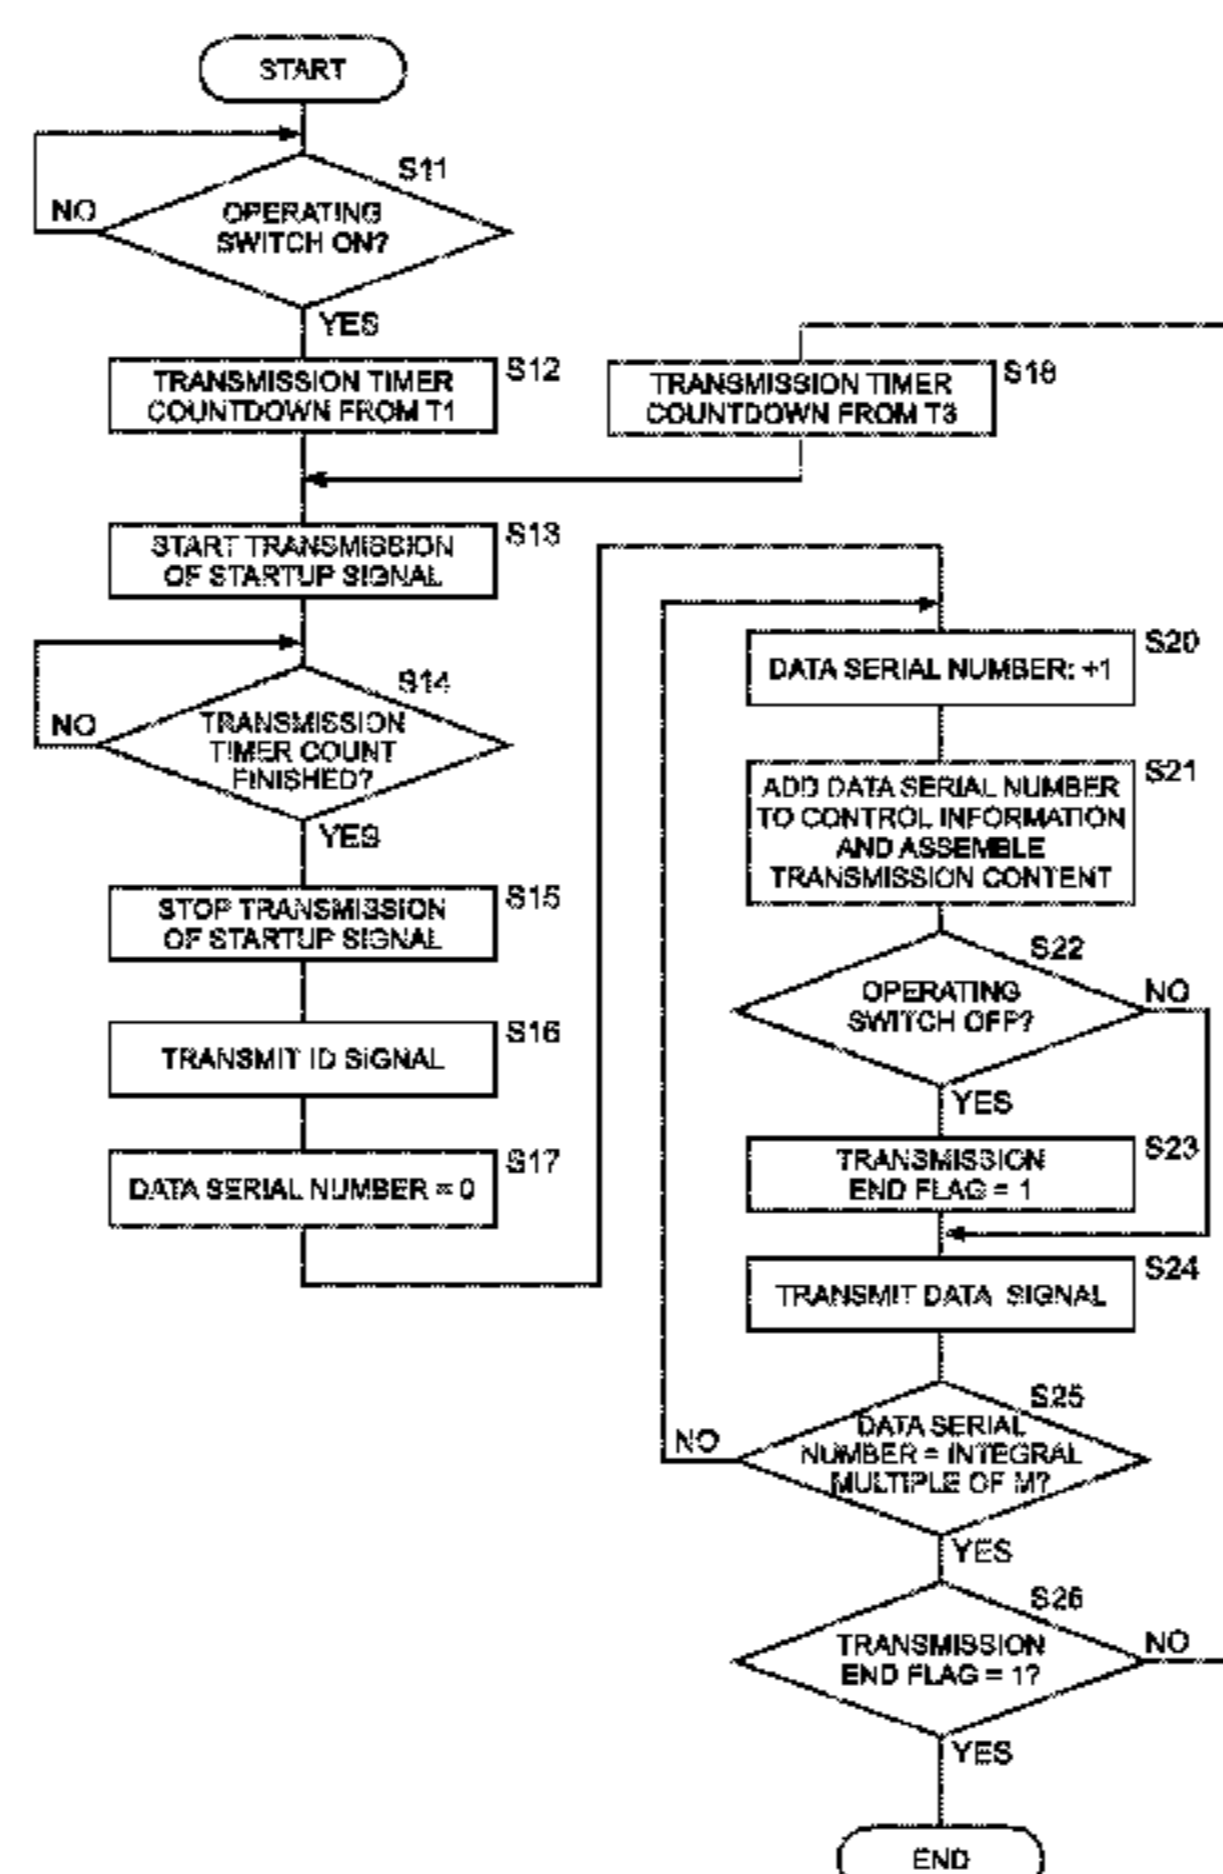 START
S11
OPERATING
SWITCH ON?
NO
YES
S12
TRANSMISSION TIMER
COUNTDOWN FROM T1
S18
TRANSMISSION TIMER
COUNTDOWN FROM T3
S13
START TRANSMISSION
OF STARTUP SIGNAL
S14
TRANSMISSION
TIMER COUNT
FINISHED?
NO
YES
S15
STOP TRANSMISSION
OF STARTUP SIGNAL
S16
TRANSMIT ID SIGNAL
S17
DATA SERIAL NUMBER = 0
S20
DATA SERIAL NUMBER: +1
S21
ADD DATA SERIAL NUMBER
TO CONTROL INFORMATION
AND ASSEMBLE
TRANSMISSION CONTENT
S22
OPERATING
SWITCH OFF?
NO
YES
S23
TRANSMISSION
END FLAG = 1
S24
TRANSMIT DATA SIGNAL
S25
DATA SERIAL
NUMBER = INTEGRAL
MULTIPLE OF M?
NO
YES
S26
TRANSMISSION
END FLAG = 1?
NO
YES
END